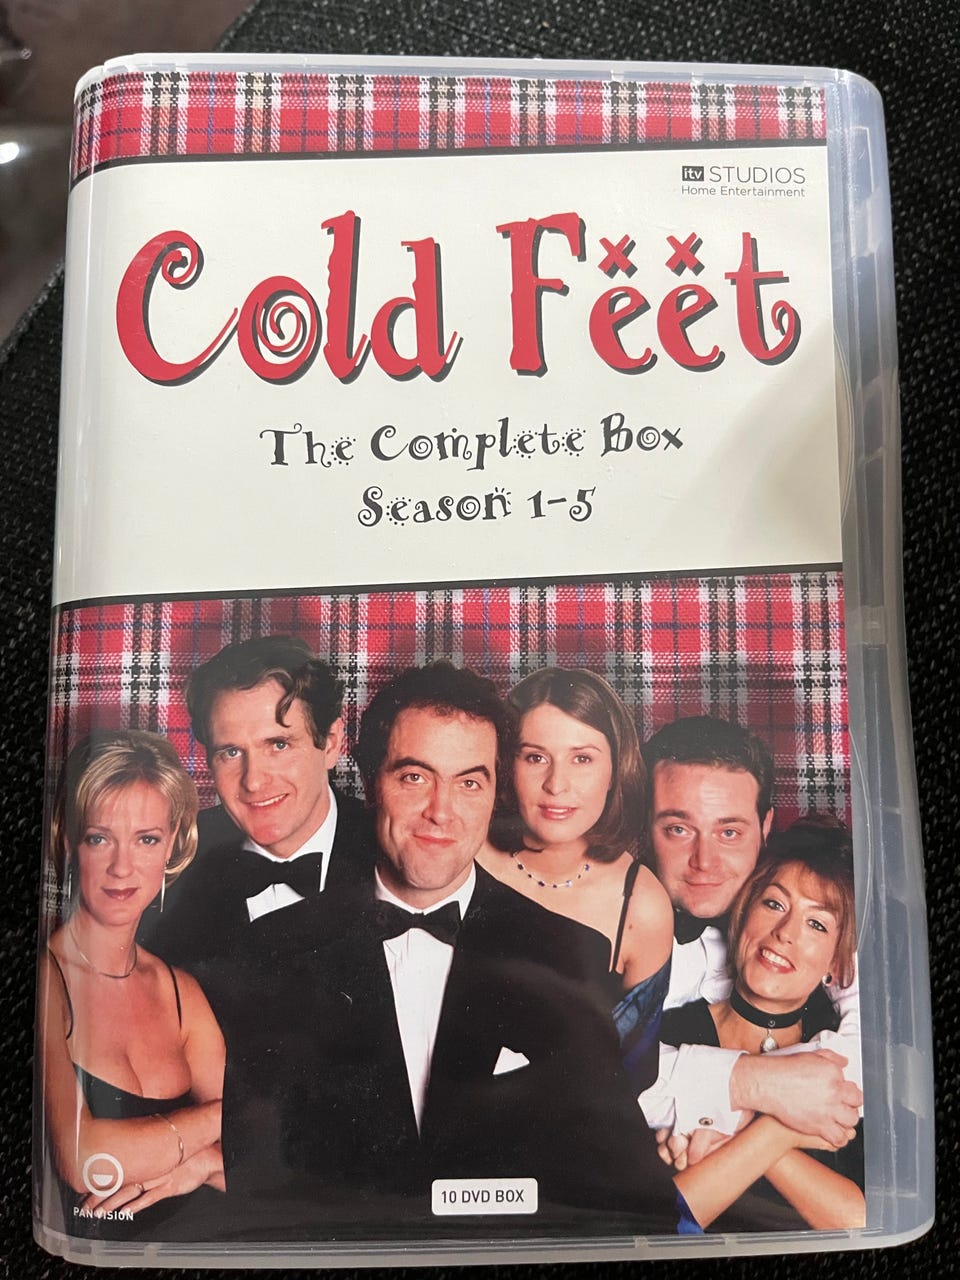 itv STUDIOS
Home Entertainment
Cold Feet
The Complete Box
Season 1-5
10 DVD BOX
PAN VISION